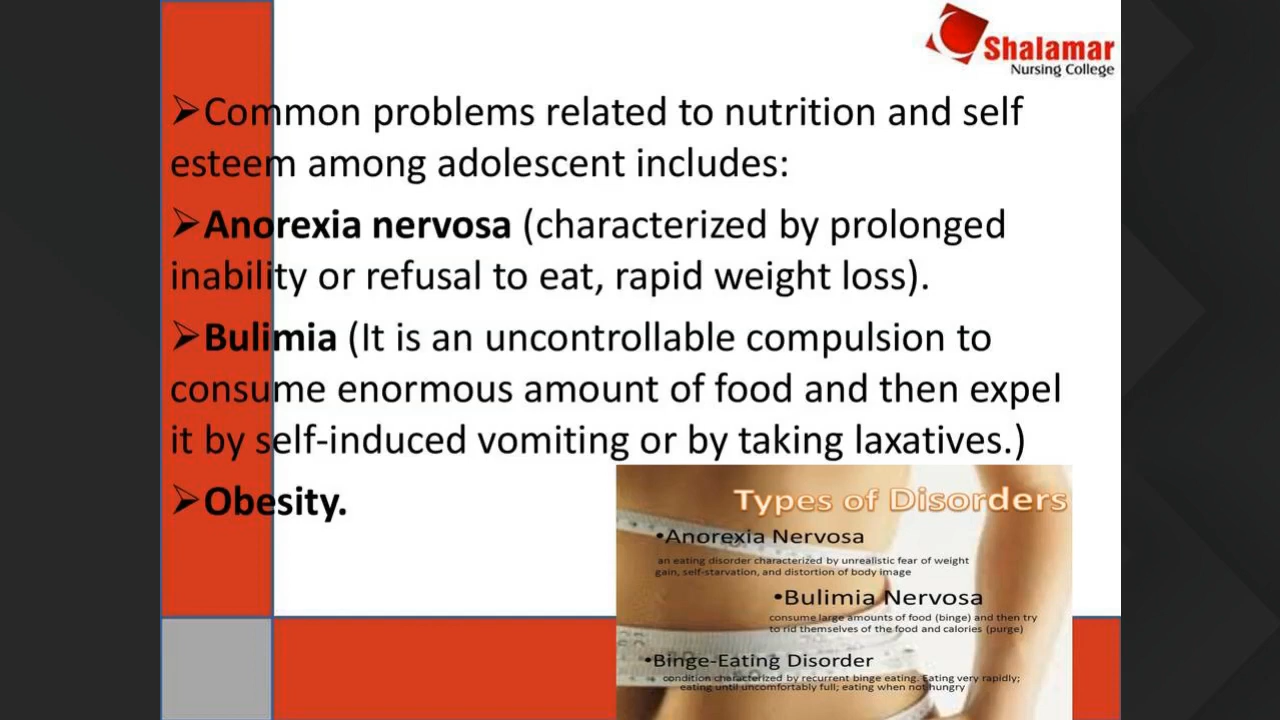 Shalamar
Nursing College
➢Common problems related to nutrition and self
esteem among adolescent includes:
➢Anorexia nervosa (characterized by prolonged
inability or refusal to eat, rapid weight loss).
➢Bulimia (It is an uncontrollable compulsion to
consume enormous amount of food and then expel
it by self-induced vomiting or by taking laxatives.)
➢Obesity.
Types of Disorders
•Anorexia Nervosa
an eating disorder characterized by unrealistic fear of weight
gain, self-starvation, and distortion of body image
•Bulimia Nervosa
consume large amounts of food (binge) and then try
to rid themselves of the food and calories (purge)
•Binge-Eating Disorder
condition characterized by recurrent binge eating. Eating very rapidly;
eating until uncomfortably full; eating when not hungry